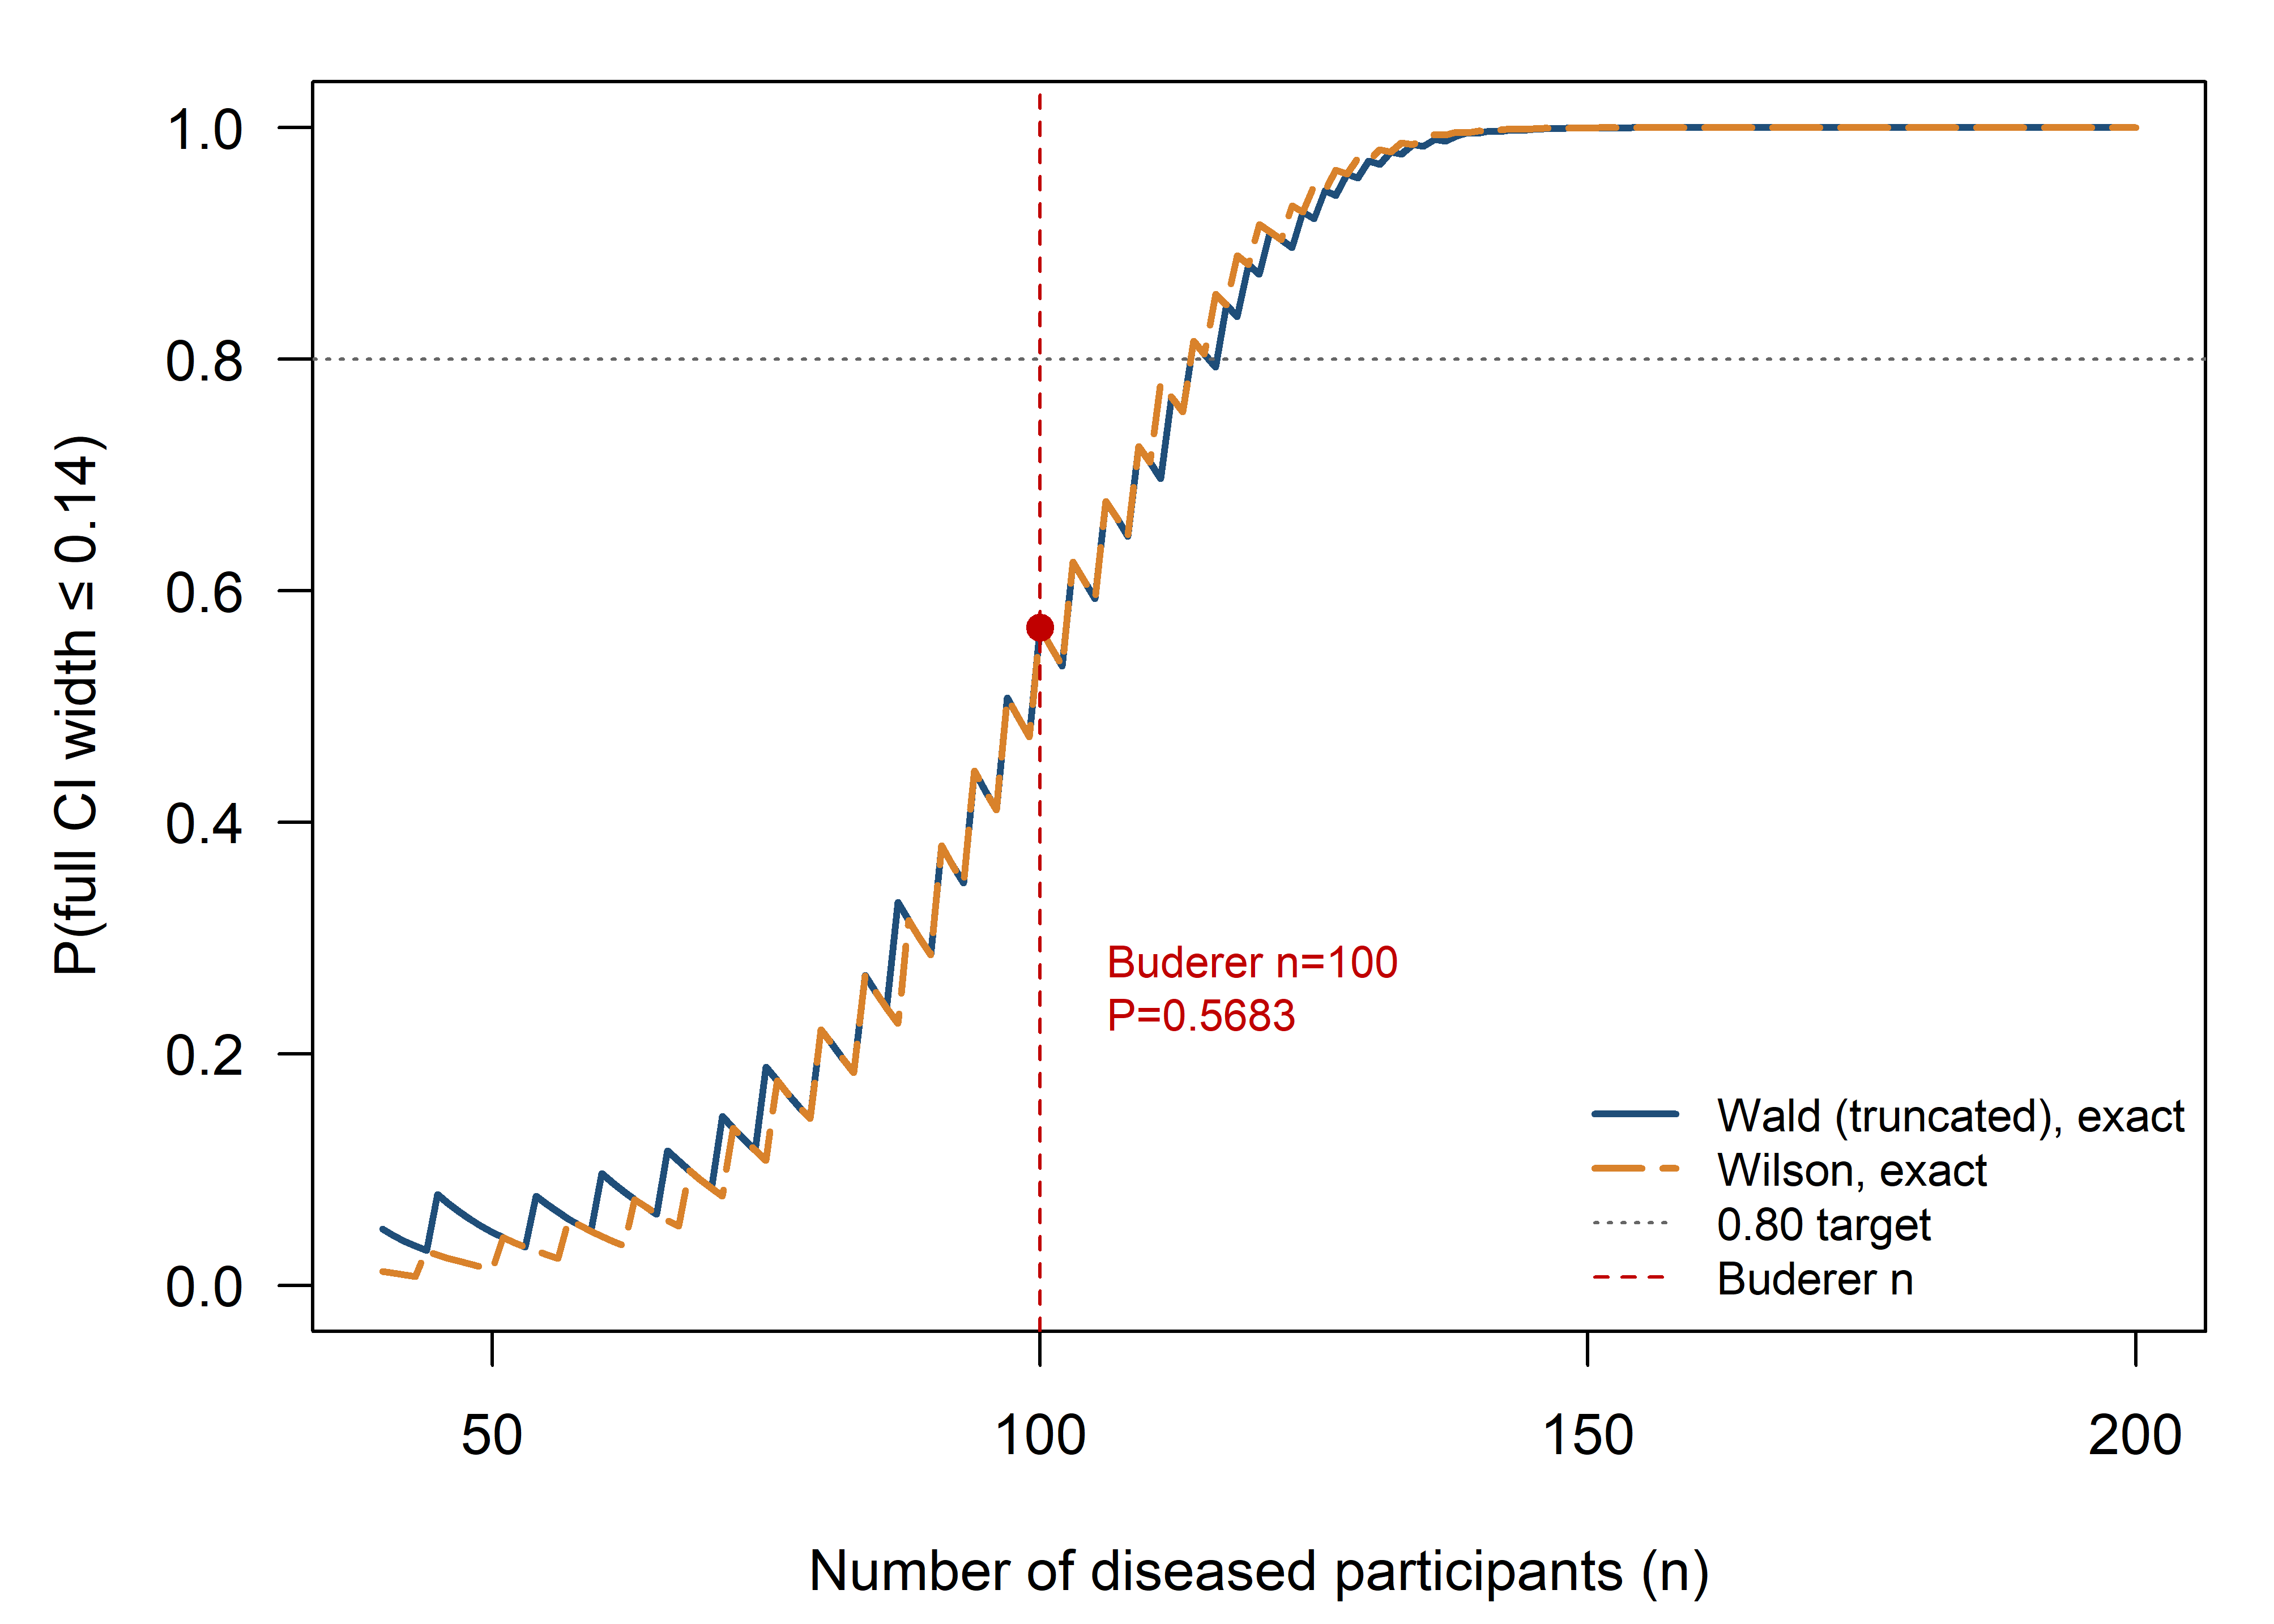 P(full CI width ≤ 0.14)
1.0
0.8
0.6
0.4
0.2
0.0
Buderer n=100
P=0.5683
Wald (truncated), exact
Wilson, exact
0.80 target
Buderer n
50
100
150
200
Number of diseased participants (n)